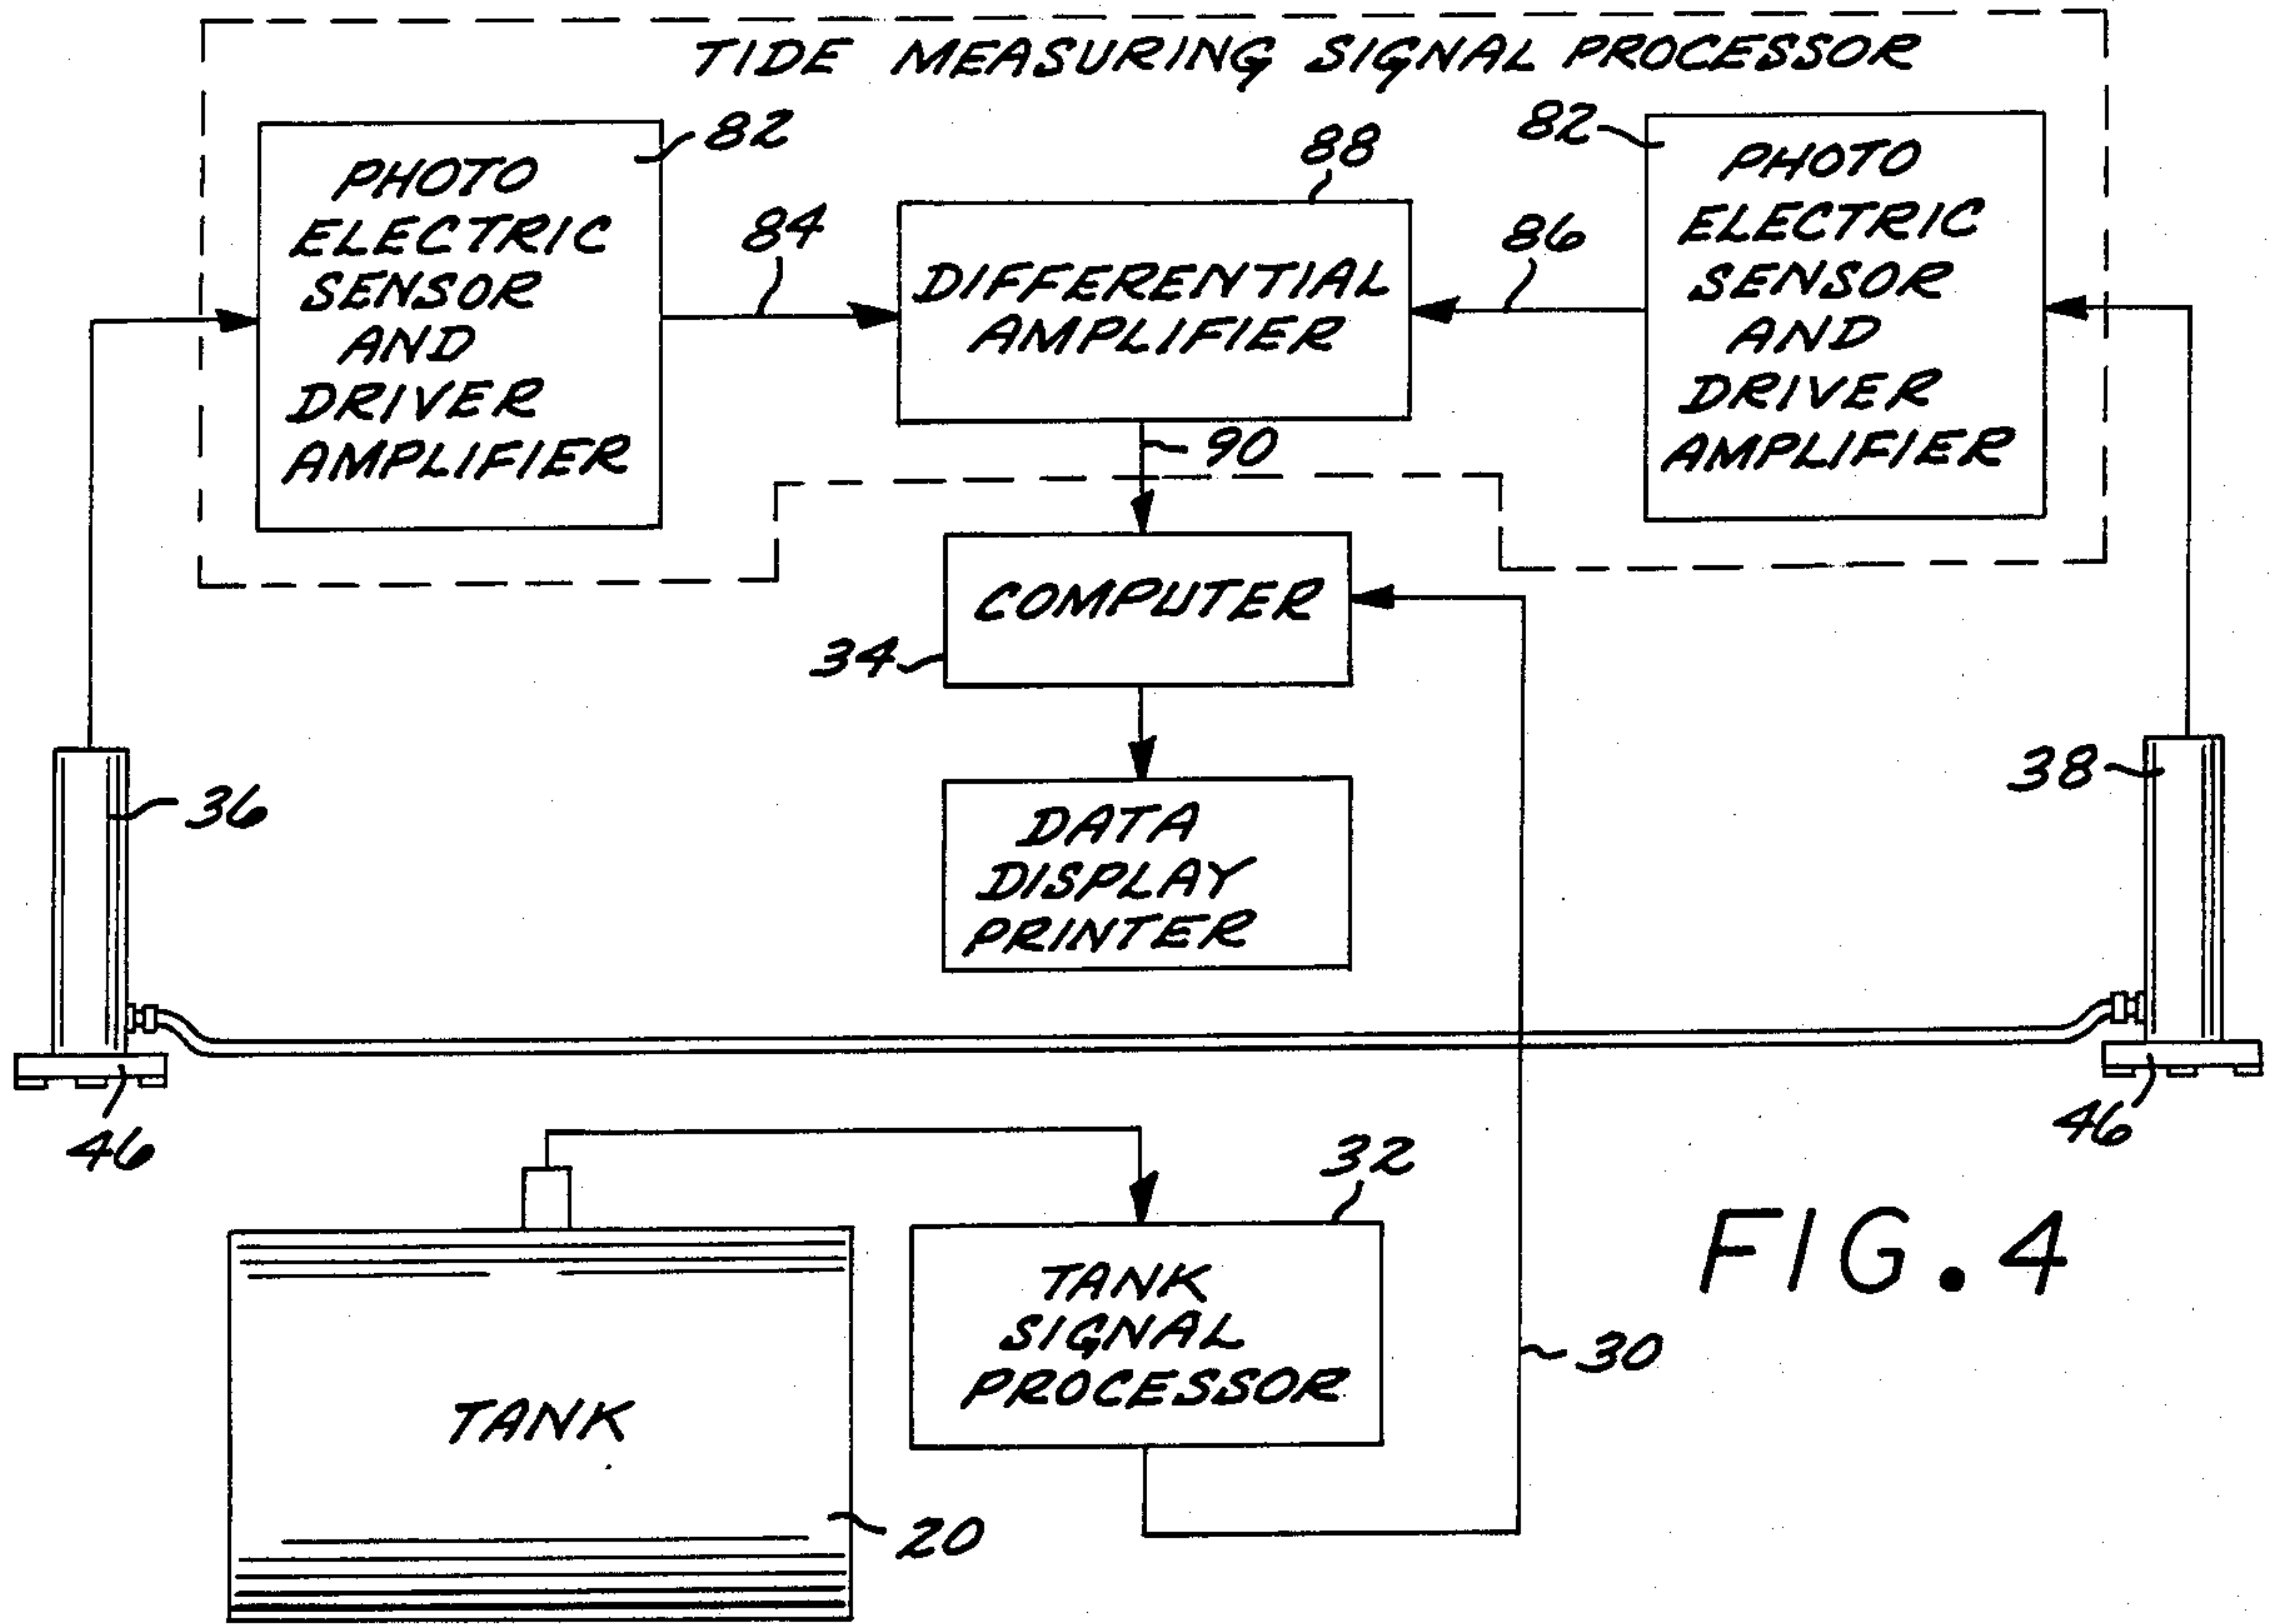 TIDE MEASURING SIGNAL PROCESSOR
PHOTO
ELECTRIC
SENSOR
AND
DRIVER
AMPLIFIER
82
84
88
DIFFERENTIAL
AMPLIFIER
86
82
PHOTO
ELECTRIC
SENSOR
AND
DRIVER
AMPLIFIER
90
COMPUTER
34
36
38
DATA
DISPLAY
PRINTER
46
46
32
TANK
SIGNAL
PROCESSOR
30
TANK
20
FIG. 4